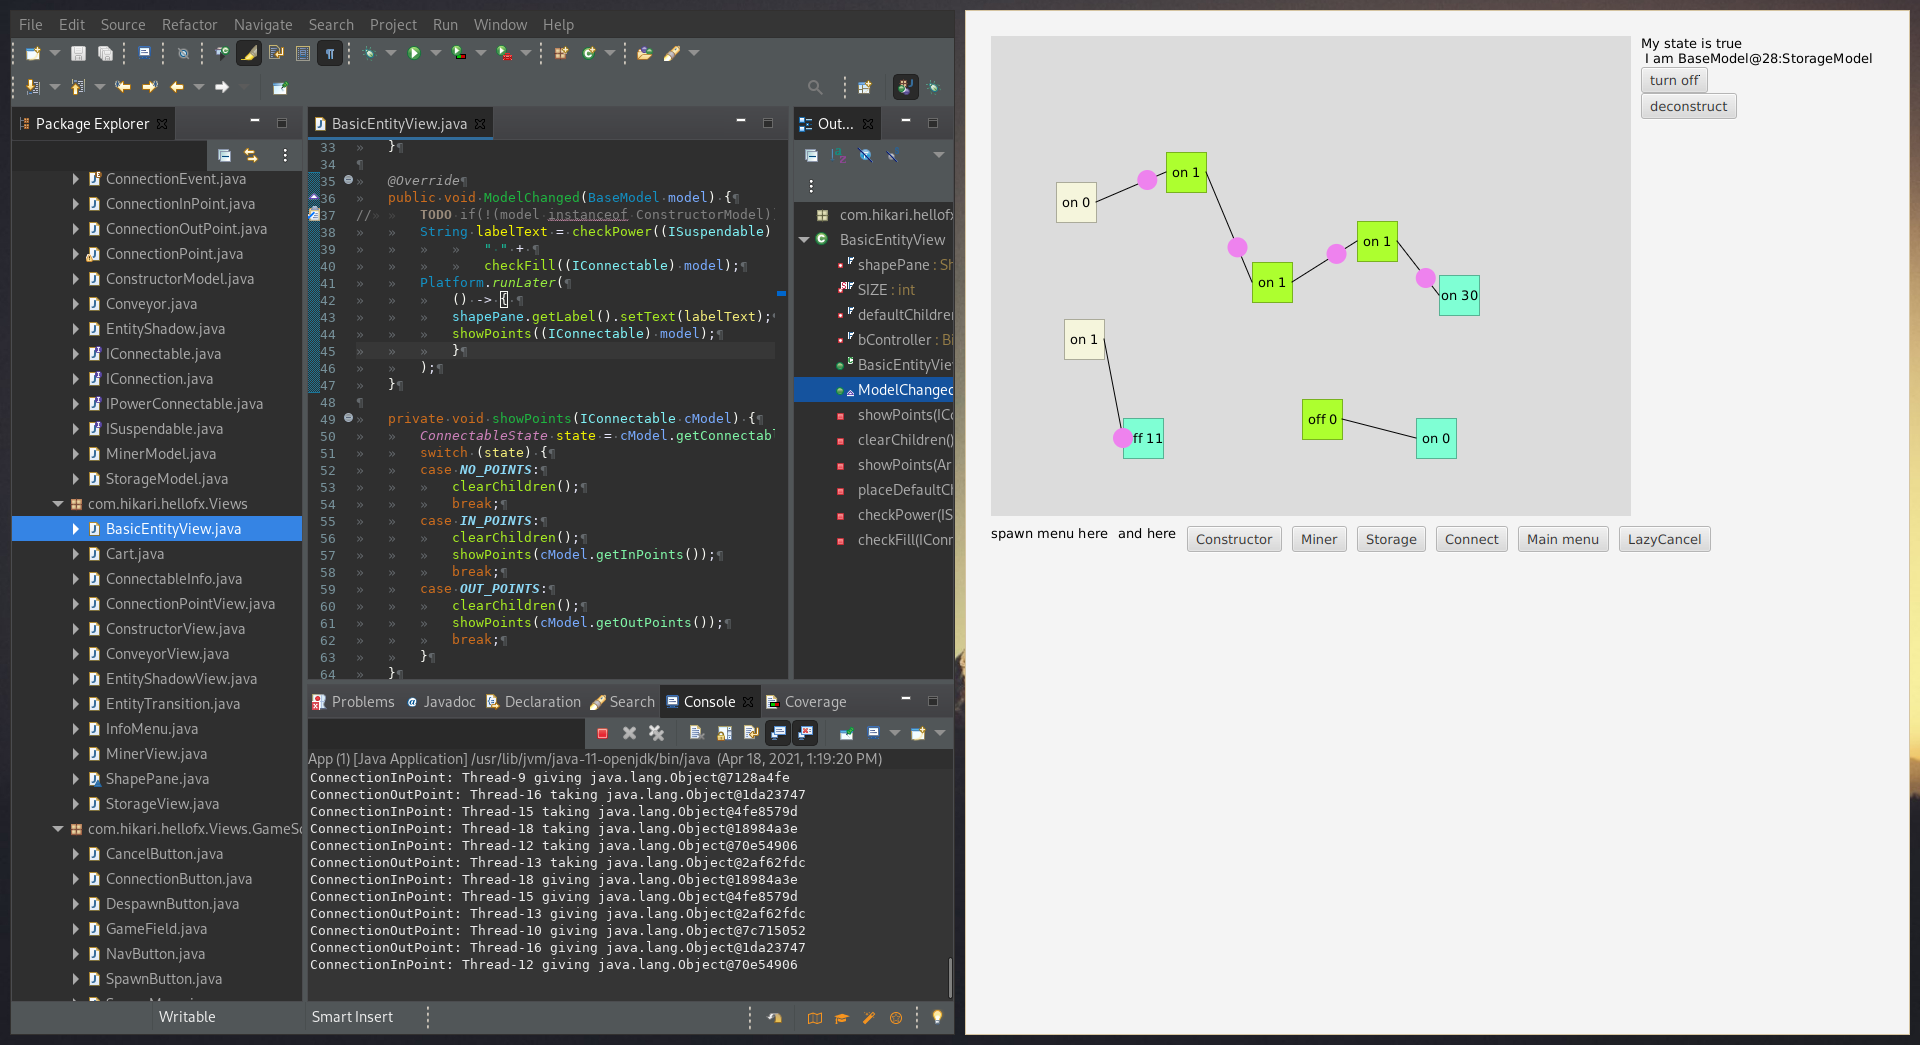 File Edit Source Refactor Navigate Search Project Run Window Help
Package Explorer
ConnectionEvent.java
ConnectionInPoint.java
ConnectionOutPoint.java
ConnectionPoint.java
ConstructorModel.java
Conveyor.java
EntityShadow.java
IConnectable.java
IConnection.java
IPowerConnectable.java
ISuspendable.java
MinerModel.java
StorageModel.java
com.hikari.hellofx.Views
BasicEntityView.java
Cart.java
ConnectableInfo.java
ConnectionPointView.java
ConstructorView.java
ConveyorView.java
EntityShadowView.java
EntityTransition.java
InfoMenu.java
MinerView.java
ShapePane.java
StorageView.java
com.hikari.hellofx.Views.GameSc
CancelButton.java
ConnectionButton.java
DespawnButton.java
GameField.java
NavButton.java
SpawnButton.java
BasicEntityView.java
33 » }¶
34 ¶
35 » @Override¶
36 » public·void·ModelChanged(BaseModel·model)·{¶
37 //» » TODO·if(!(model·instanceof·ConstructorModel))
38 » » String·labelText·=·checkPower((ISuspendable)
39 » » » » "·"·+·¶
40 » » » » checkFill((IConnectable)·model);¶
41 » » Platform.runLater(¶
42 » » » ()·->·{·¶
43 » » » shapePane.getLabel().setText(labelText);¶
44 » » » showPoints((IConnectable)·model);¶
45 » » » }¶
46 » » );¶
47 » }¶
48 ¶
49 » private·void·showPoints(IConnectable·cModel)·{¶
50 » » ConnectableState·state·=·cModel.getConnectabl
51 » » switch·(state)·{¶
52 » » case·NO_POINTS:¶
53 » » » clearChildren();¶
54 » » » break;¶
55 » » case·IN_POINTS:¶
56 » » » clearChildren();¶
57 » » » showPoints(cModel.getInPoints());¶
58 » » » break;¶
59 » » case·OUT_POINTS:¶
60 » » » clearChildren();¶
61 » » » showPoints(cModel.getOutPoints());¶
62 » » » break;¶
63 » » }¶
64 » }¶
Out...
com.hikari.hellofx
BasicEntityView
shapePane : Sh
SIZE : int
defaultChildren
bController : Bi
BasicEntityView
ModelChanged
showPoints(ICo
clearChildren()
showPoints(Ar
placeDefaultCh
checkPower(IS
checkFill(IConn
Problems Javadoc Declaration Search Console Coverage
App (1) [Java Application] /usr/lib/jvm/java-11-openjdk/bin/java (Apr 18, 2021, 1:19:20 PM)
ConnectionInPoint: Thread-9 giving java.lang.Object@7128a4fe
ConnectionOutPoint: Thread-16 taking java.lang.Object@1da23747
ConnectionInPoint: Thread-15 taking java.lang.Object@4fe8579d
ConnectionInPoint: Thread-18 taking java.lang.Object@18984a3e
ConnectionInPoint: Thread-12 taking java.lang.Object@70e54906
ConnectionOutPoint: Thread-13 taking java.lang.Object@2af62fdc
ConnectionInPoint: Thread-18 giving java.lang.Object@18984a3e
ConnectionInPoint: Thread-15 giving java.lang.Object@4fe8579d
ConnectionOutPoint: Thread-13 giving java.lang.Object@2af62fdc
ConnectionOutPoint: Thread-10 giving java.lang.Object@7c715052
ConnectionOutPoint: Thread-16 giving java.lang.Object@1da23747
ConnectionInPoint: Thread-12 giving java.lang.Object@70e54906
Writable Smart Insert
on 0
on 1
on 1
on 1
on 30
on 1
ff 11
off 0
on 0
My state is true
I am BaseModel@28:StorageModel
turn off
deconstruct
spawn menu here and here Constructor Miner Storage Connect Main menu LazyCancel